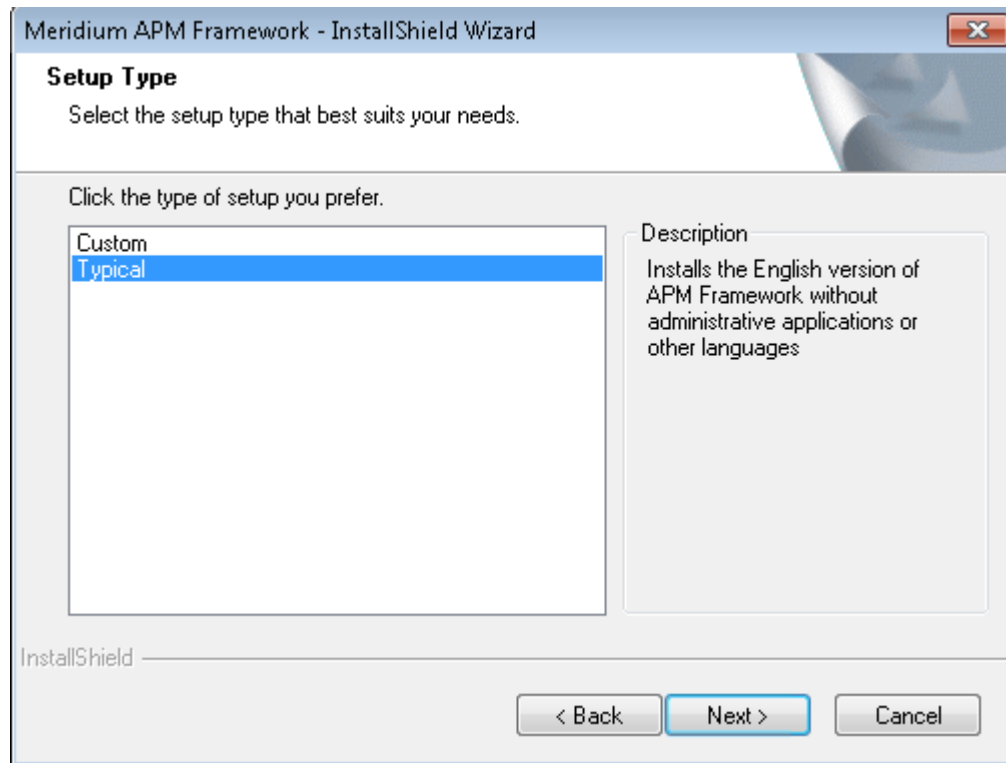 Meridium APM Framework - InstallShield Wizard
Setup Type
Select the setup type that best suits your needs.
Click the type of setup you prefer.
Custom
Typical
Description
Installs the English version of
APM Framework without
administrative applications or
other languages
InstallShield
< Back
Next >
Cancel